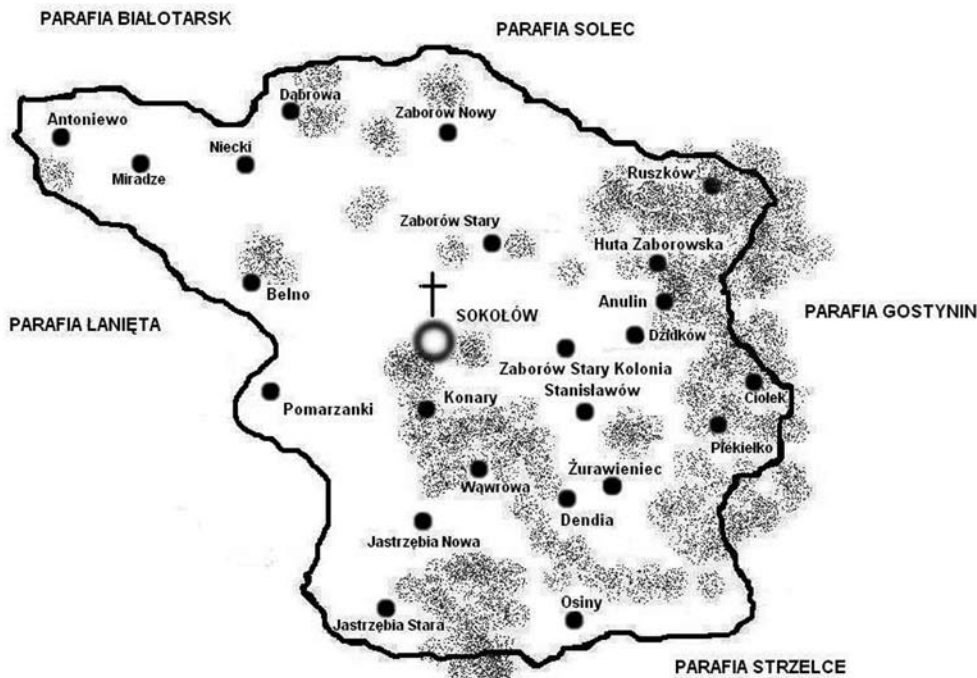 PARAFIA BIAŁOTARSK
PARAFIA SOLEC
Dąbrowa
Zaborów Nowy
Antoniewo
Niecki
Miradze
Ruszków
Zaborów Stary
Huta Zaborowska
Belno
Anulin
SOKOŁÓW
PARAFIA GOSTYNIN
PARAFIA ŁANIĘTA
Dzidków
Zaborów Stary Kolonia
Stanisławów
Ciołek
Konary
Pomarzanki
Piekiełko
Żurawieniec
Wąwrowa
Dendia
Jastrzębia Nowa
Osiny
Jastrzębia Stara
PARAFIA STRZELCE